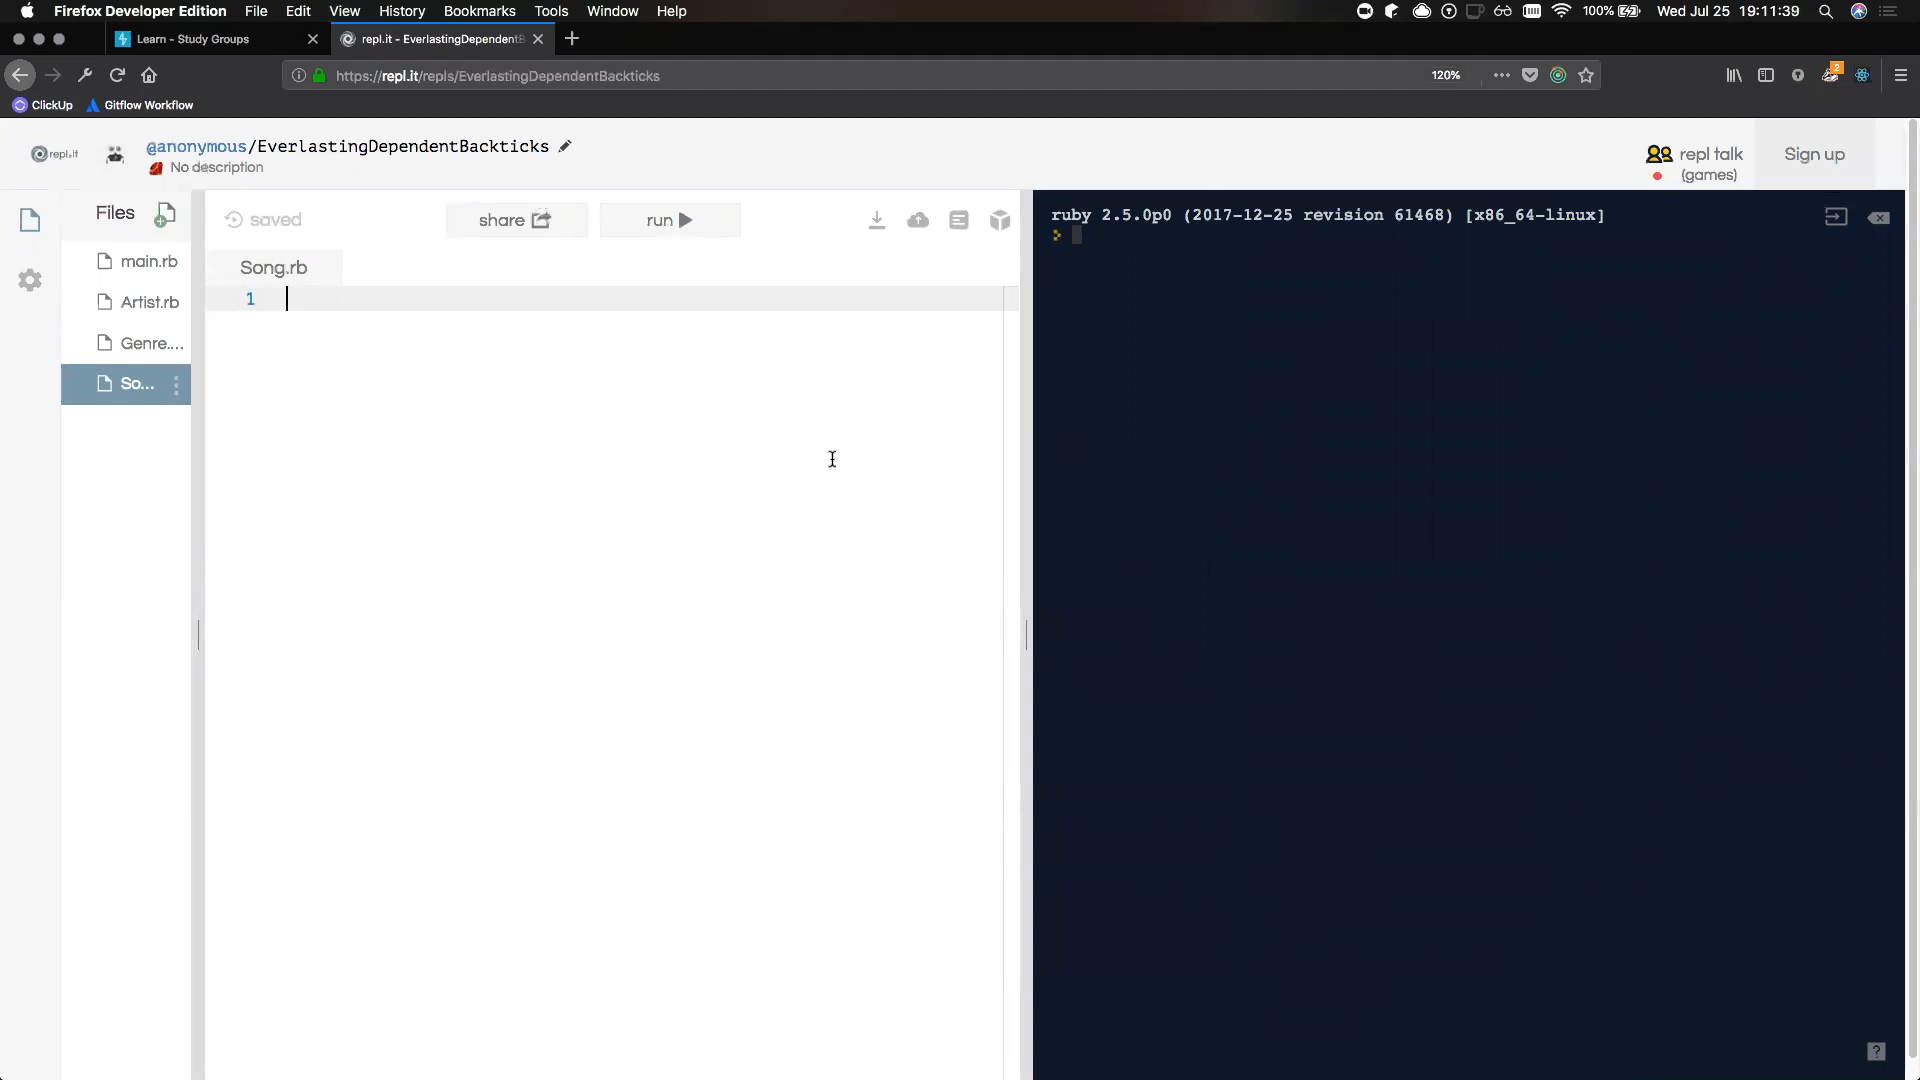 Firefox Developer Edition File Edit View History Bookmarks Tools Window Help 100% Wed Jul 25 19:11:39
Learn - Study Groups
repl.it - EverlastingDependentB
https://repl.it/repls/EverlastingDependentBackticks 120%
2
ClickUp Gitflow Workflow
repl.it
@anonymous/EverlastingDependentBackticks
No description
repl talk
(games)
Sign up
Files
saved
share
run
main.rb
Artist.rb
Genre....
So...
Song.rb
1
ruby 2.5.0p0 (2017-12-25 revision 61468) [x86_64-linux]
>
?